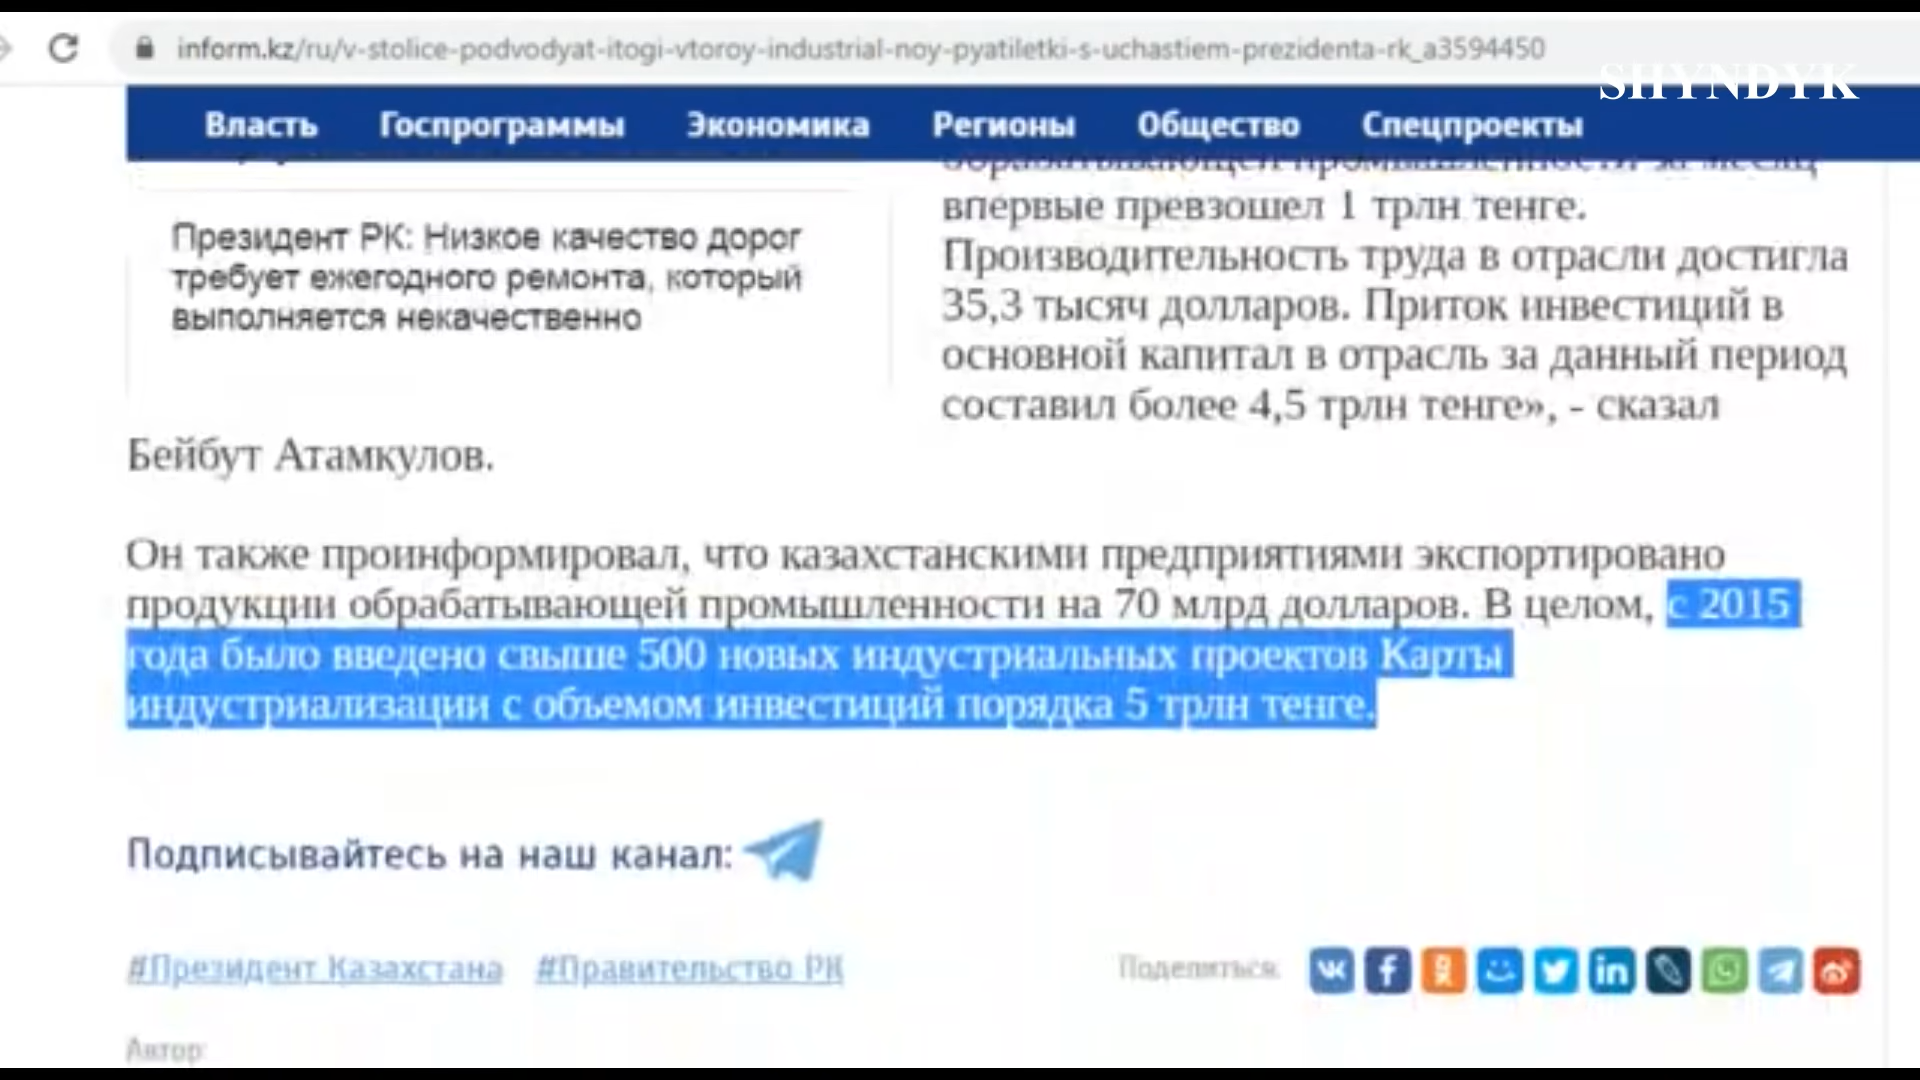 inform.kz/ru/v-stolice-podvodyat-itogi-vtoroy-industrial-noy-pyatiletki-s-uchastiem-prezidenta-rk_a3594450
SHYNDYK
Власть Госпрограммы Экономика Регионы Общество Спецпроекты
Президент РК: Низкое качество дорог
требует ежегодного ремонта, который
выполняется некачественно
обрабатывающей промышленности за месяц
впервые превзошел 1 трлн тенге.
Производительность труда в отрасли достигла
35,3 тысяч долларов. Приток инвестиций в
основной капитал в отрасль за данный период
составил более 4,5 трлн тенге», - сказал
Бейбут Атамкулов.
Он также проинформировал, что казахстанскими предприятиями экспортировано
продукции обрабатывающей промышленности на 70 млрд долларов. В целом, с 2015
года было введено свыше 500 новых индустриальных проектов Карты
индустриализации с объемом инвестиций порядка 5 трлн тенге.
Подписывайтесь на наш канал:
#Президент Казахстана #Правительство РК
Поделиться:
Автор: